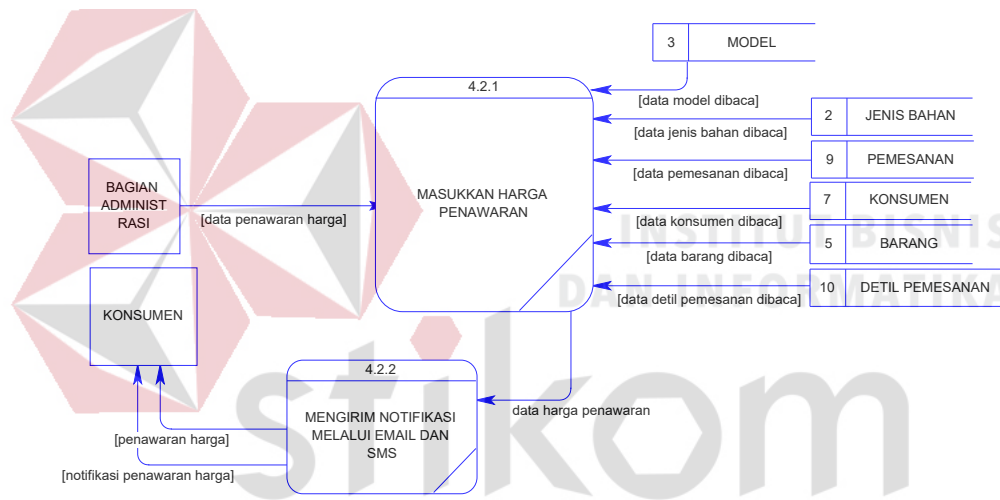 3 MODEL
4.2.1
[data model dibaca]
2 JENIS BAHAN
[data jenis bahan dibaca]
9 PEMESANAN
[data pemesanan dibaca]
BAGIAN
ADMINIST
RASI
MASUKKAN HARGA
PENAWARAN
[data penawaran harga]
7 KONSUMEN
[data konsumen dibaca]
INSTITUT BISNIS
5 BARANG
[data barang dibaca]
DAN INFORMATIKA
10 DETIL PEMESANAN
[data detil pemesanan dibaca]
KONSUMEN
4.2.2
MENGIRIM NOTIFIKASI
MELALUI EMAIL DAN
SMS
data harga penawaran
[penawaran harga]
[notifikasi penawaran harga]
stikom